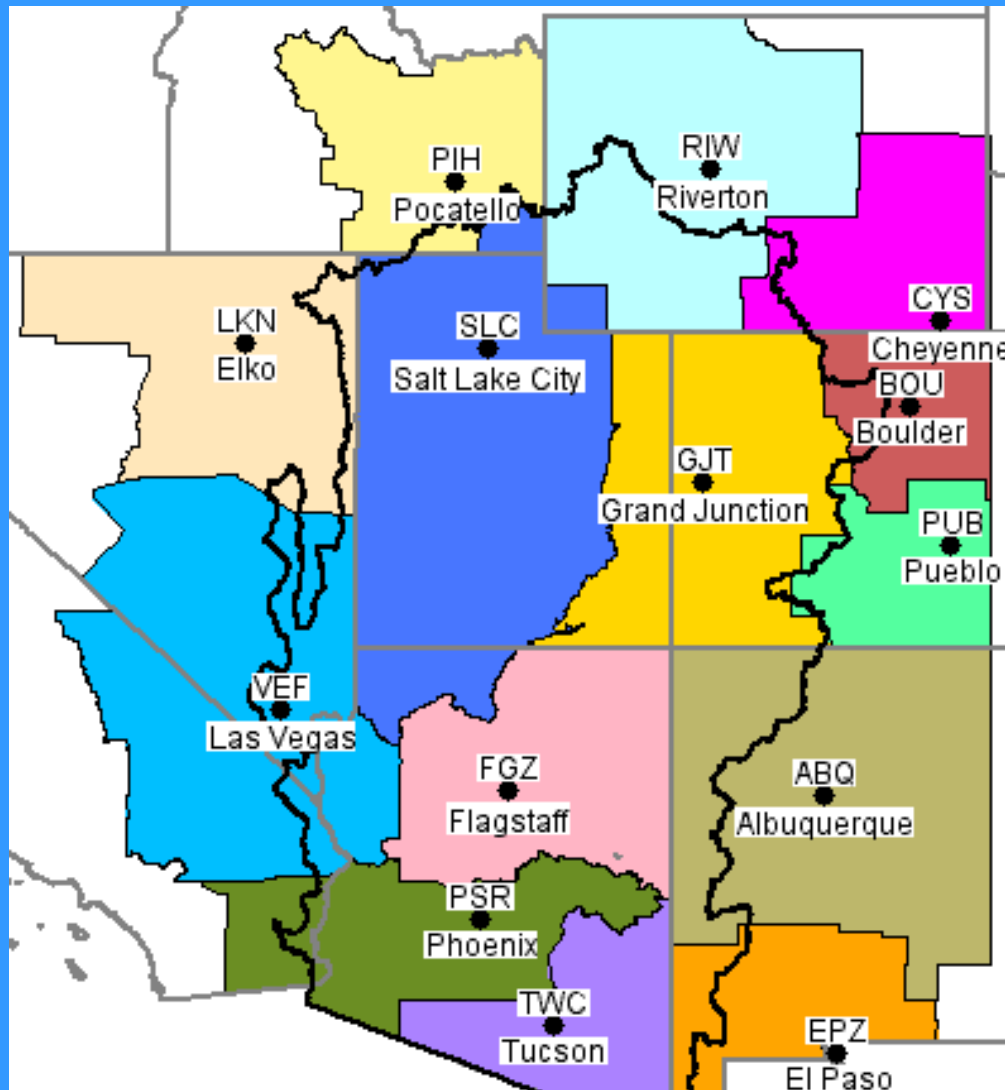 PIH
Pocatello
RIW
Riverton
LKN
Elko
SLC
Salt Lake City
CYS
Cheyenne
BOU
Boulder
GJT
Grand Junction
PUB
Pueblo
VEF
Las Vegas
FGZ
Flagstaff
ABQ
Albuquerque
PSR
Phoenix
TWC
Tucson
EPZ
El Paso